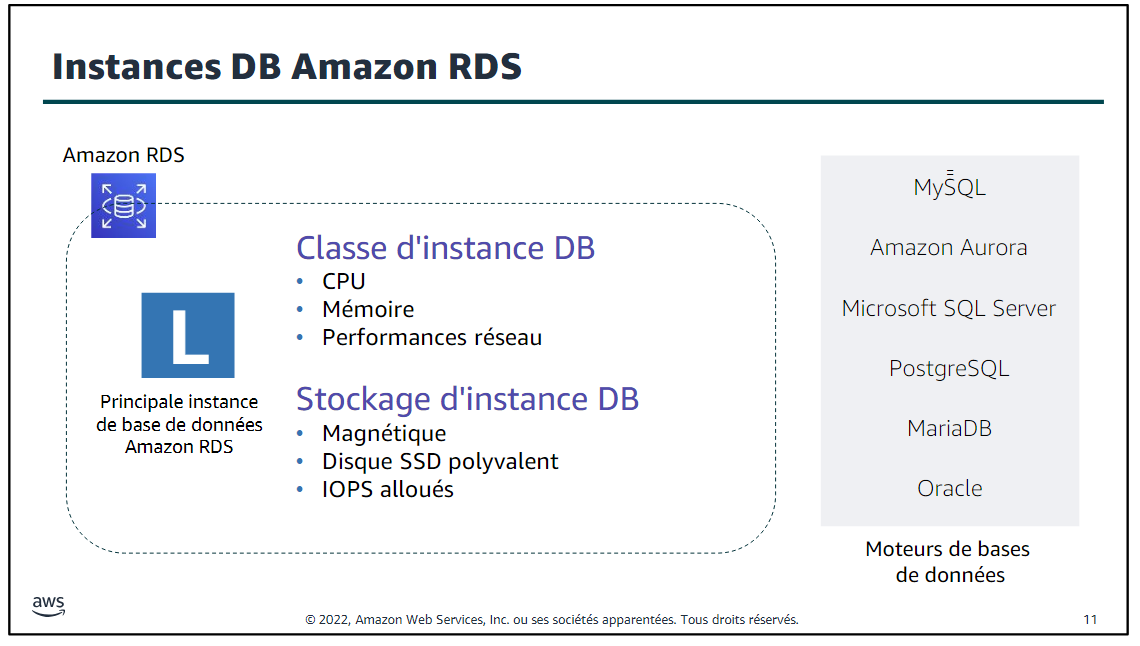 Instances DB Amazon RDS
Amazon RDS
L
Principale instance
de base de données
Amazon RDS
Classe d'instance DB
• CPU
• Mémoire
• Performances réseau
Stockage d'instance DB
• Magnétique
• Disque SSD polyvalent
• IOPS alloués
MySQL
Amazon Aurora
Microsoft SQL Server
PostgreSQL
MariaDB
Oracle
Moteurs de bases
de données
aws
© 2022, Amazon Web Services, Inc. ou ses sociétés apparentées. Tous droits réservés.
11